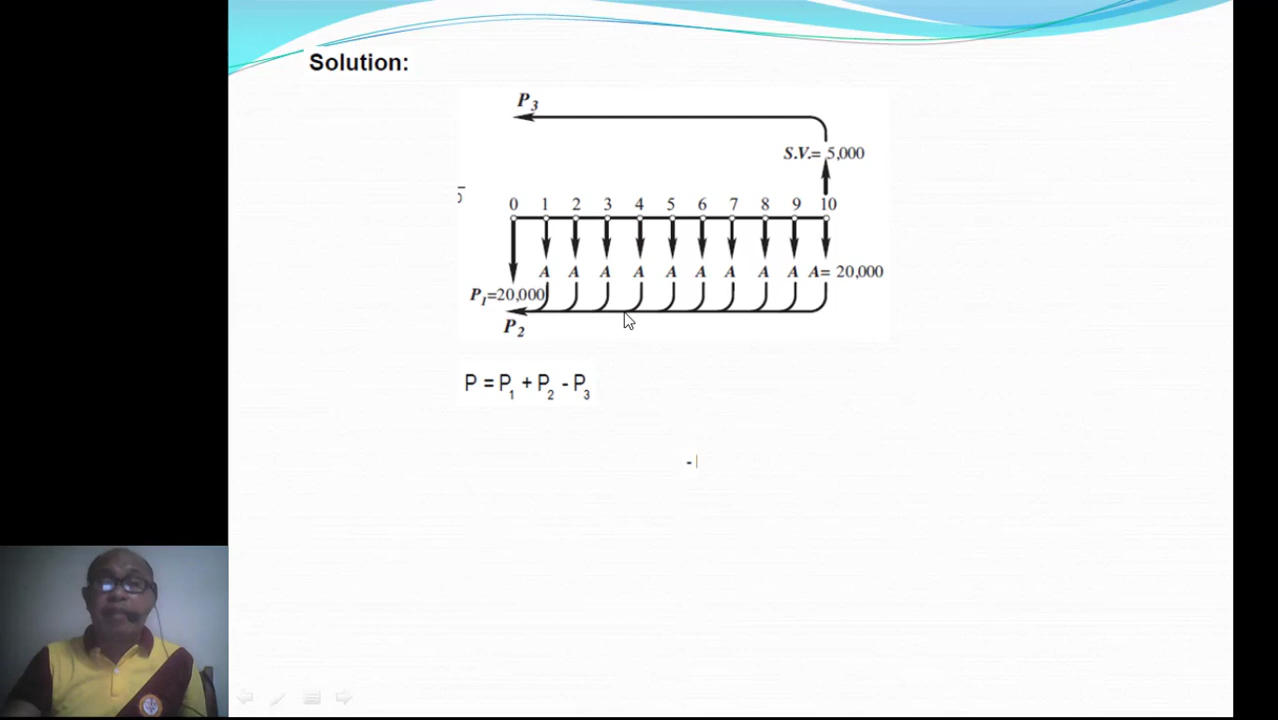 Solution:
P3
S.V.= 5,000
0 1 2 3 4 5 6 7 8 9 10
A A A A A A A A A A= 20,000
P1=20,000
P2
P = P1 + P2 - P3
-